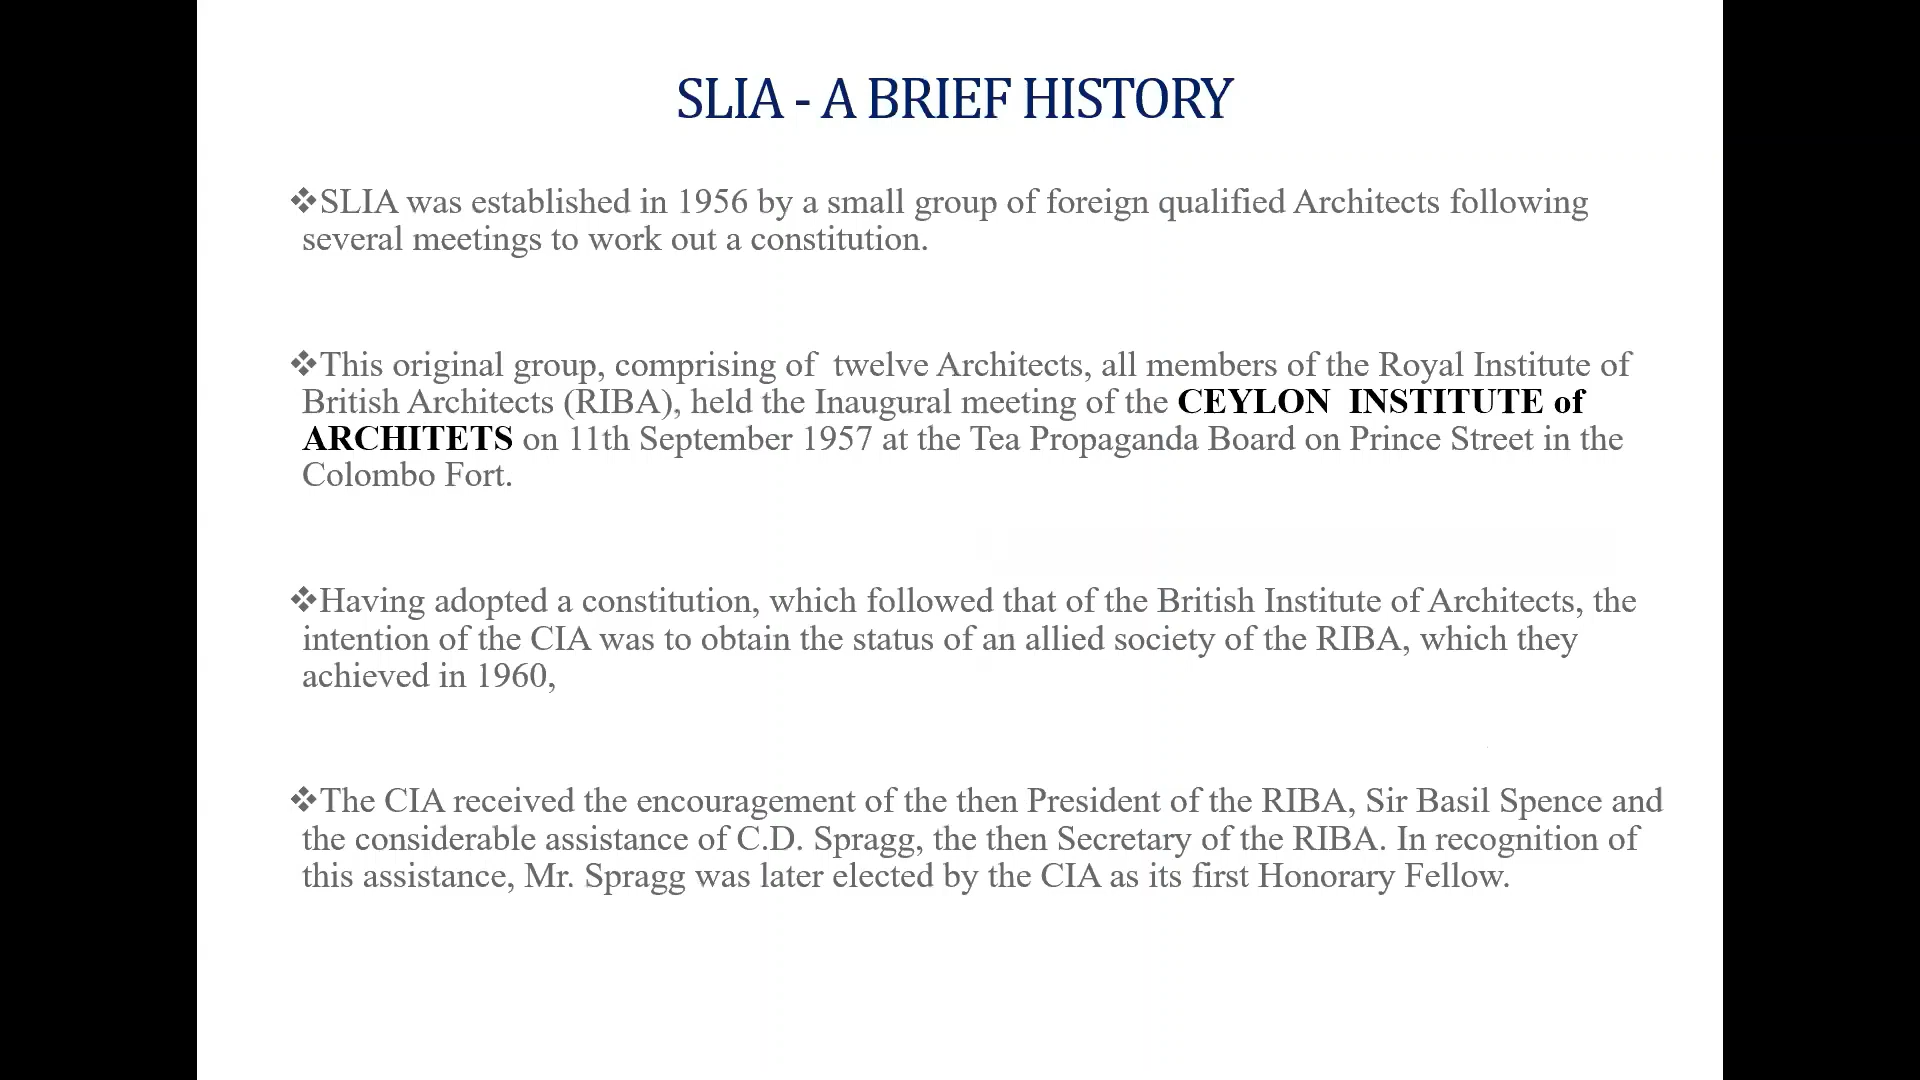 SLIA - A BRIEF HISTORY
❖SLIA was established in 1956 by a small group of foreign qualified Architects following
several meetings to work out a constitution.
❖This original group, comprising of  twelve Architects, all members of the Royal Institute of
British Architects (RIBA), held the Inaugural meeting of the CEYLON  INSTITUTE of
ARCHITETS on 11th September 1957 at the Tea Propaganda Board on Prince Street in the
Colombo Fort.
❖Having adopted a constitution, which followed that of the British Institute of Architects, the
intention of the CIA was to obtain the status of an allied society of the RIBA, which they
achieved in 1960,
❖The CIA received the encouragement of the then President of the RIBA, Sir Basil Spence and
the considerable assistance of C.D. Spragg, the then Secretary of the RIBA. In recognition of
this assistance, Mr. Spragg was later elected by the CIA as its first Honorary Fellow.